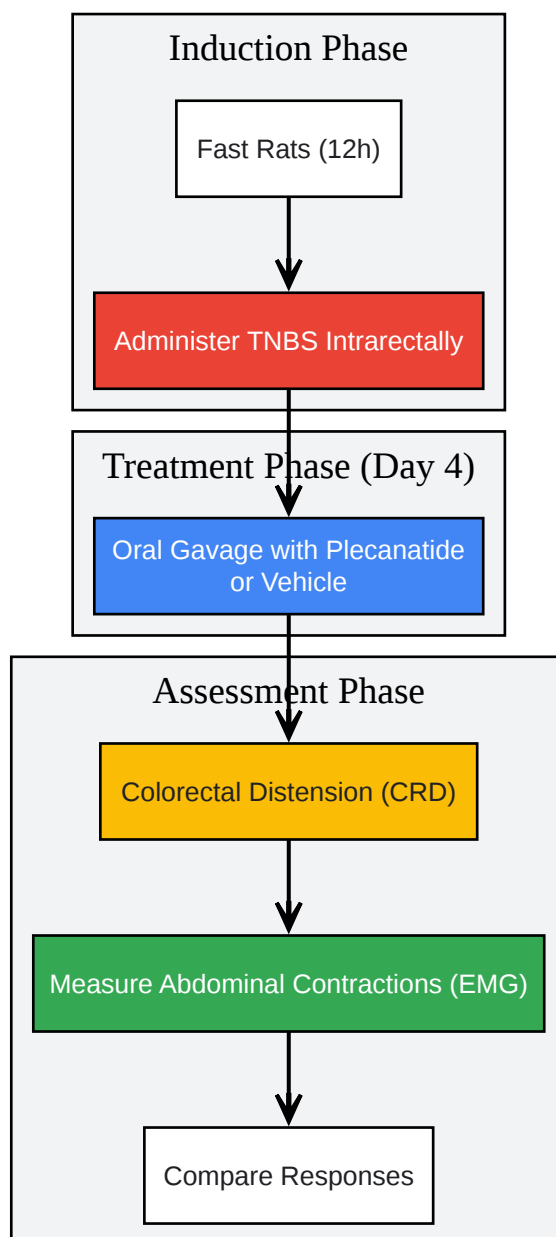 Induction Phase
Fast Rats (12h)
Administer TNBS Intrarectally
Treatment Phase (Day 4)
Oral Gavage with Plecanatide
or Vehicle
Assessment Phase
Colorectal Distension (CRD)
Measure Abdominal Contractions (EMG)
Compare Responses